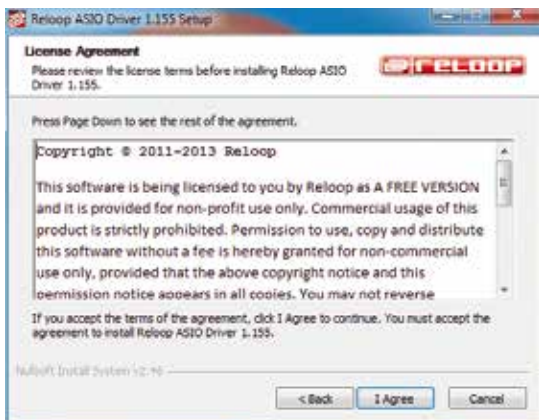 Reloop ASIO Driver 1.155 Setup
License Agreement
Please review the license terms before installing Reloop ASIO
Driver 1.155.
reloop
Press Page Down to see the rest of the agreement.
Copyright © 2011-2013 Reloop
This software is being licensed to you by Reloop as A FREE VERSION
and it is provided for non-profit use only. Commercial usage of this
product is strictly prohibited. Permission to use, copy and distribute
this software without a fee is hereby granted for non-commercial
use only, provided that the above copyright notice and this
permission notice appears in all copies. You may not reverse
If you accept the terms of the agreement, click I Agree to continue. You must accept the
agreement to install Reloop ASIO Driver 1.155.
Nullsoft Install System v2.46
< Back
I Agree
Cancel